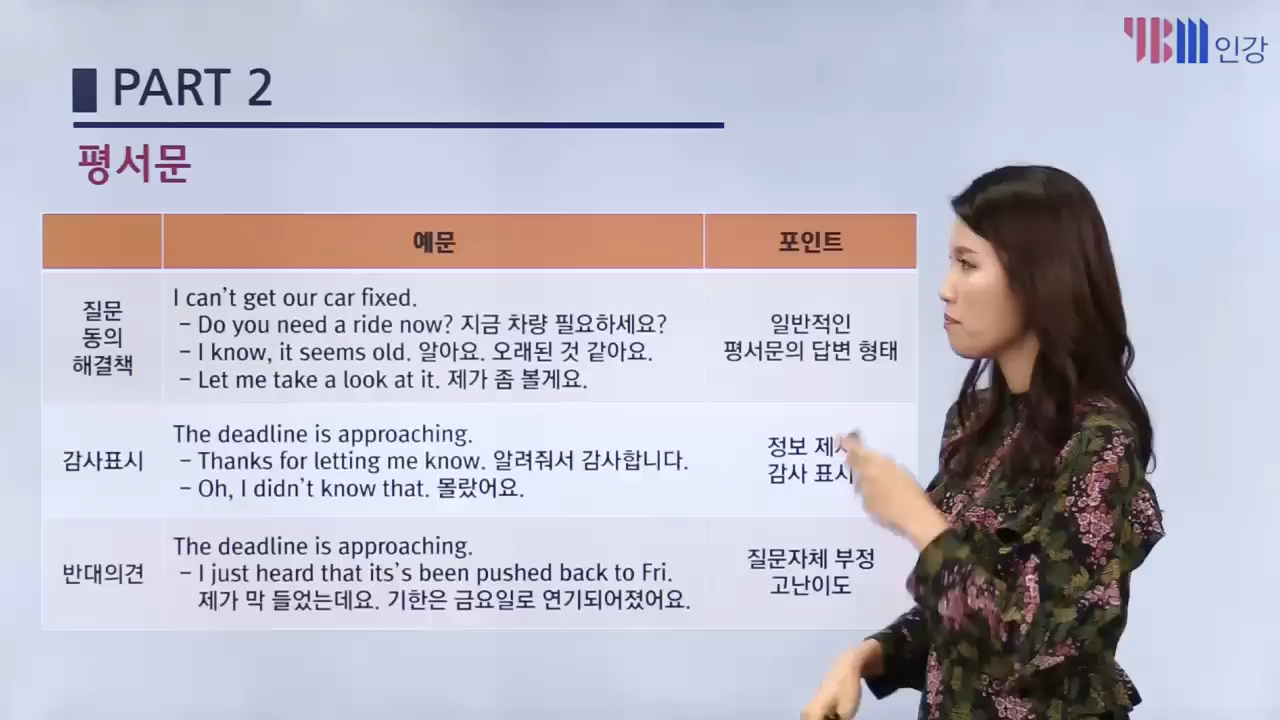 YBM 인강
PART 2
평서문
예문
포인트
질문
동의
해결책
I can't get our car fixed.
– Do you need a ride now? 지금 차량 필요하세요?
– I know, it seems old. 알아요. 오래된 것 같아요.
– Let me take a look at it. 제가 좀 볼게요.
일반적인
평서문의 답변 형태
감사표시
The deadline is approaching.
– Thanks for letting me know. 알려줘서 감사합니다.
– Oh, I didn't know that. 몰랐어요.
정보 제시
감사 표시
반대의견
The deadline is approaching.
– I just heard that its's been pushed back to Fri.
제가 막 들었는데요. 기한은 금요일로 연기되어졌어요.
질문자체 부정
고난이도